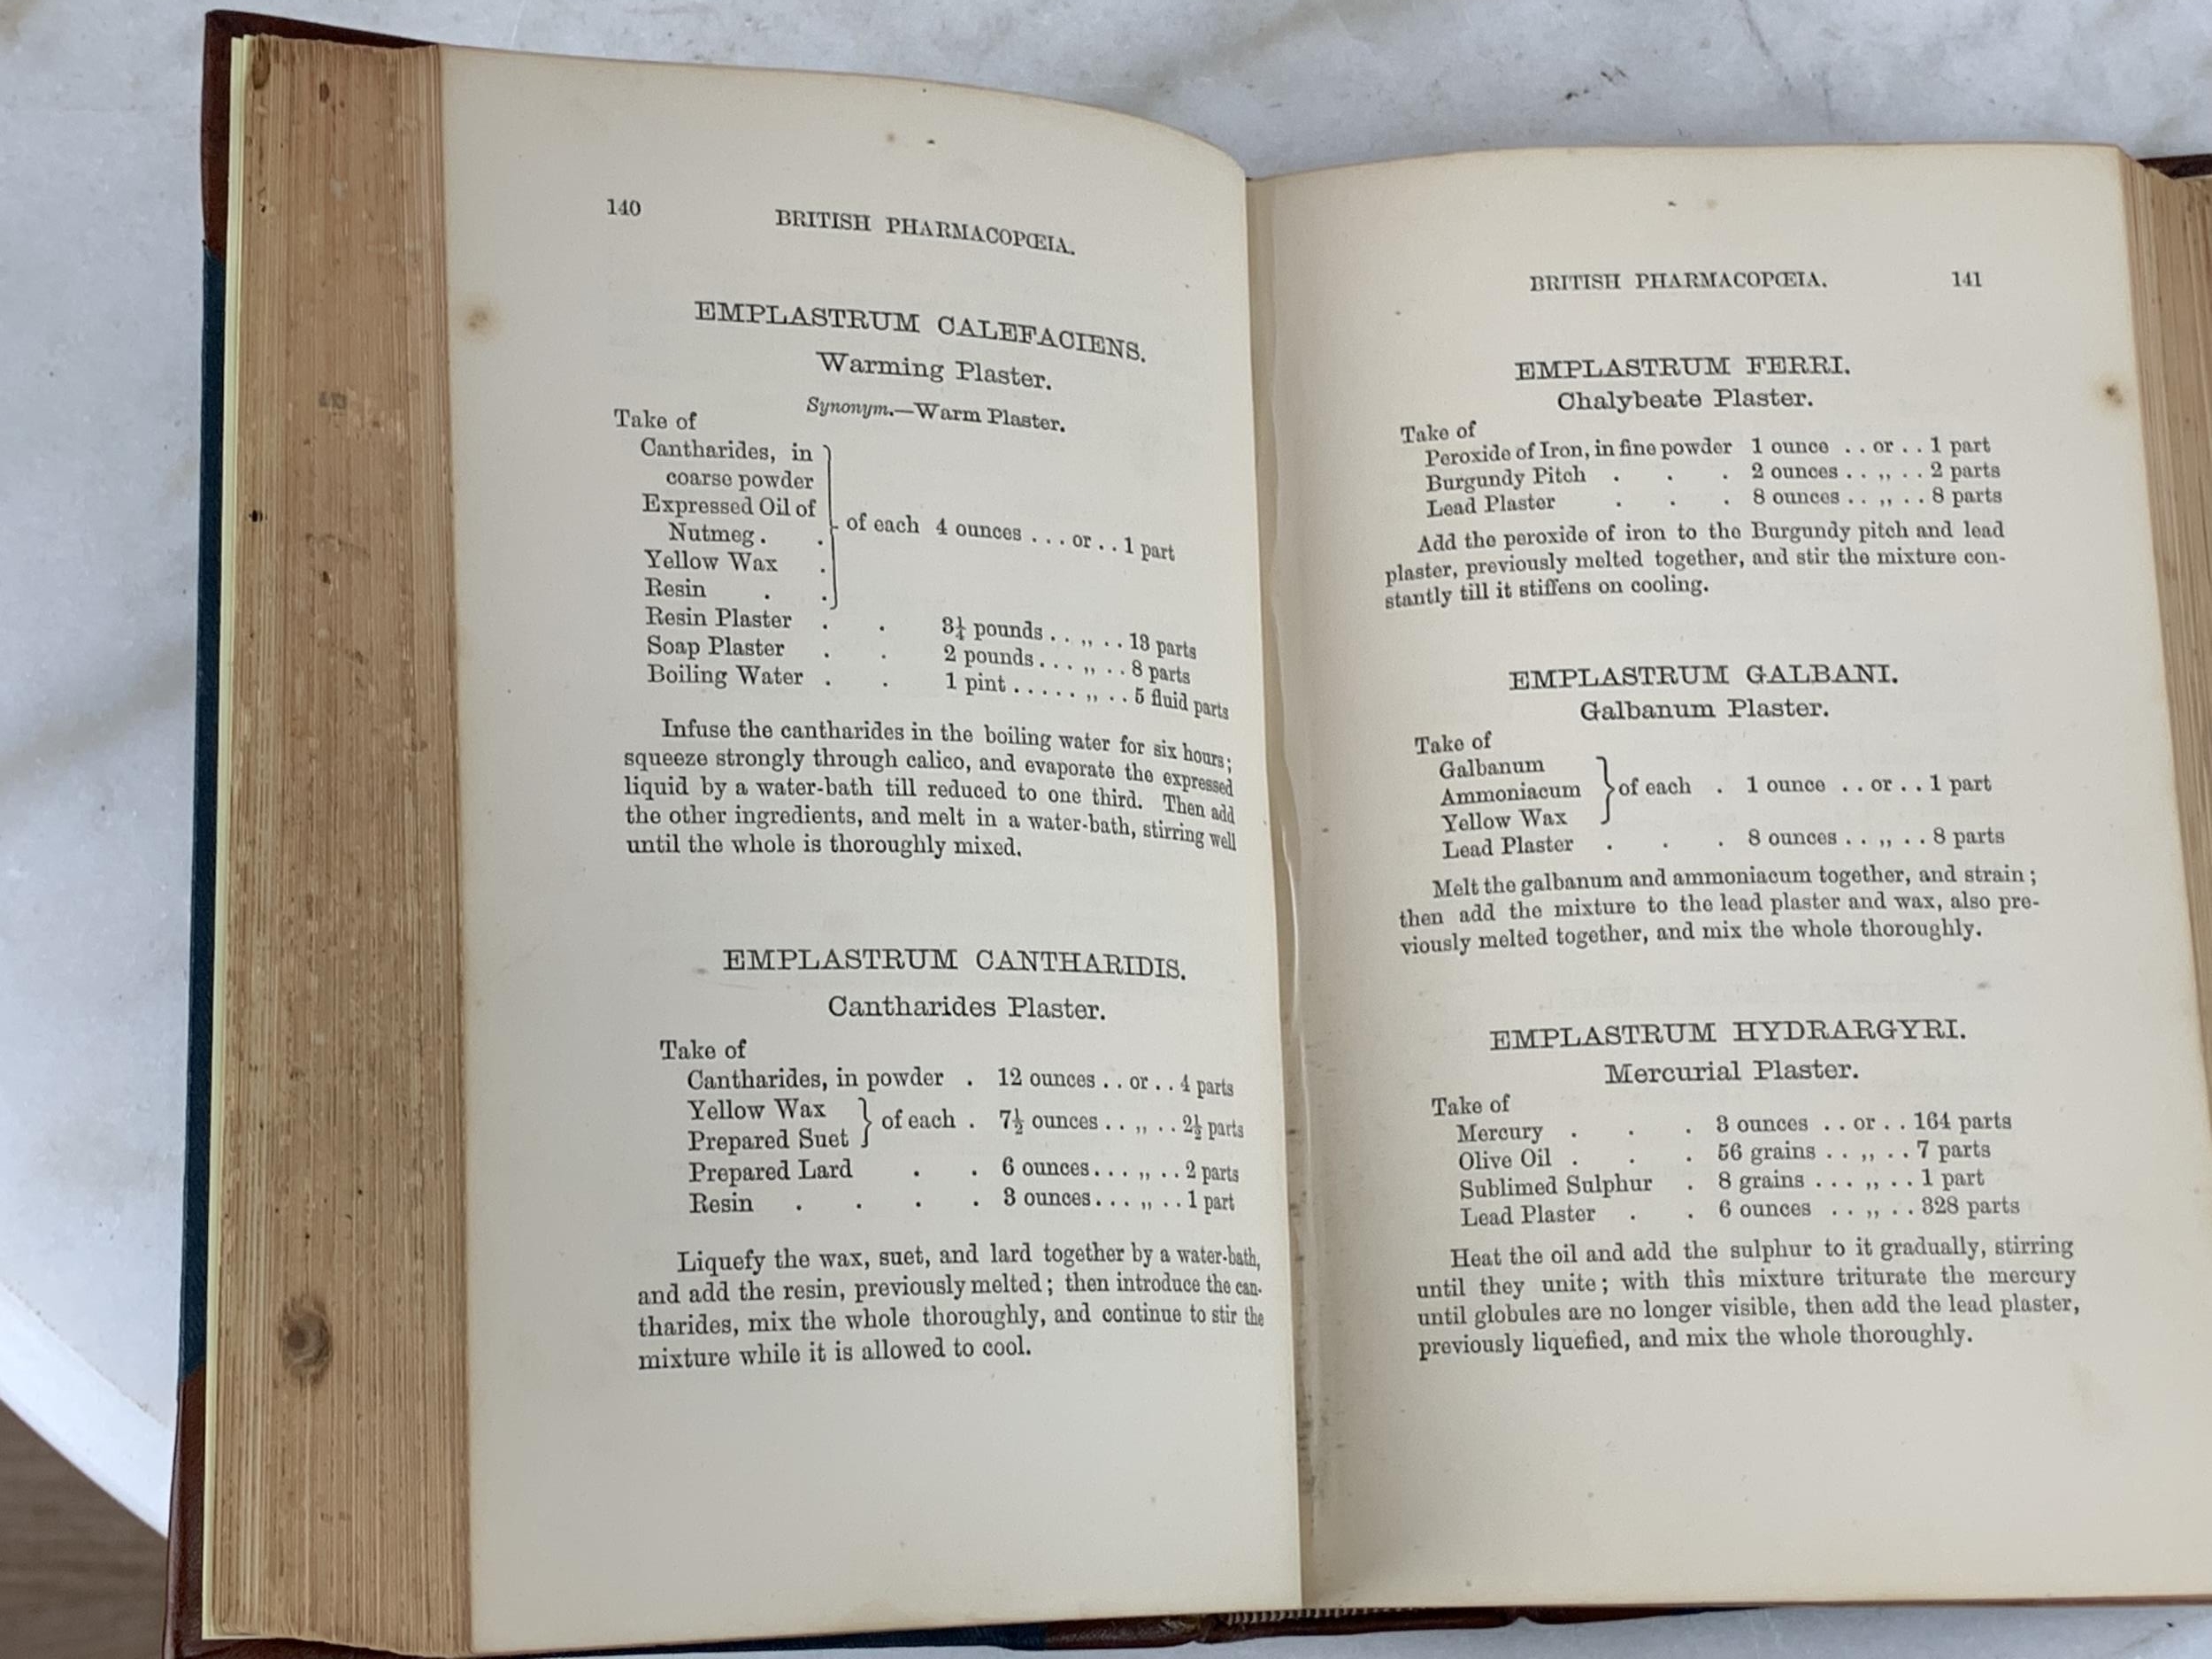 140
BRITISH PHARMACOPŒIA.
EMPLASTRUM CALEFACIENS.
Warming Plaster.
Synonym.—Warm Plaster.
Take of
Cantharides, in
coarse powder
Expressed Oil of
Nutmeg . .
Yellow Wax .
Resin . .
} of each 4 ounces . . . or . . 1 part
Resin Plaster . . 3¼ pounds . . „ . . 13 parts
Soap Plaster . . 2 pounds . . . „ . . 8 parts
Boiling Water . . 1 pint . . . . . „ . . 5 fluid parts
Infuse the cantharides in the boiling water for six hours;
squeeze strongly through calico, and evaporate the expressed
liquid by a water-bath till reduced to one third. Then add
the other ingredients, and melt in a water-bath, stirring well
until the whole is thoroughly mixed.
EMPLASTRUM CANTHARIDIS.
Cantharides Plaster.
Take of
Cantharides, in powder . 12 ounces . . or . . 4 parts
Yellow Wax
Prepared Suet
} of each . 7½ ounces . . „ . . 2½ parts
Prepared Lard . . 6 ounces . . . „ . . 2 parts
Resin . . . . 3 ounces . . . „ . . 1 part
Liquefy the wax, suet, and lard together by a water-bath,
and add the resin, previously melted; then introduce the can-
tharides, mix the whole thoroughly, and continue to stir the
mixture while it is allowed to cool.
BRITISH PHARMACOPŒIA. 141
EMPLASTRUM FERRI.
Chalybeate Plaster.
Take of
Peroxide of Iron, in fine powder 1 ounce . . or . . 1 part
Burgundy Pitch . . . 2 ounces . . „ . . 2 parts
Lead Plaster . . . 8 ounces . . „ . . 8 parts
Add the peroxide of iron to the Burgundy pitch and lead
plaster, previously melted together, and stir the mixture con-
stantly till it stiffens on cooling.
EMPLASTRUM GALBANI.
Galbanum Plaster.
Take of
Galbanum
Ammoniacum
Yellow Wax
} of each . 1 ounce . . or . . 1 part
Lead Plaster . . . 8 ounces . . „ . . 8 parts
Melt the galbanum and ammoniacum together, and strain;
then add the mixture to the lead plaster and wax, also pre-
viously melted together, and mix the whole thoroughly.
EMPLASTRUM HYDRARGYRI.
Mercurial Plaster.
Take of
Mercury . . . 3 ounces . . or . . 164 parts
Olive Oil . . . 56 grains . . „ . . 7 parts
Sublimed Sulphur . 8 grains . . . „ . . 1 part
Lead Plaster . . 6 ounces . . „ . . 328 parts
Heat the oil and add the sulphur to it gradually, stirring
until they unite; with this mixture triturate the mercury
until globules are no longer visible, then add the lead plaster,
previously liquefied, and mix the whole thoroughly.